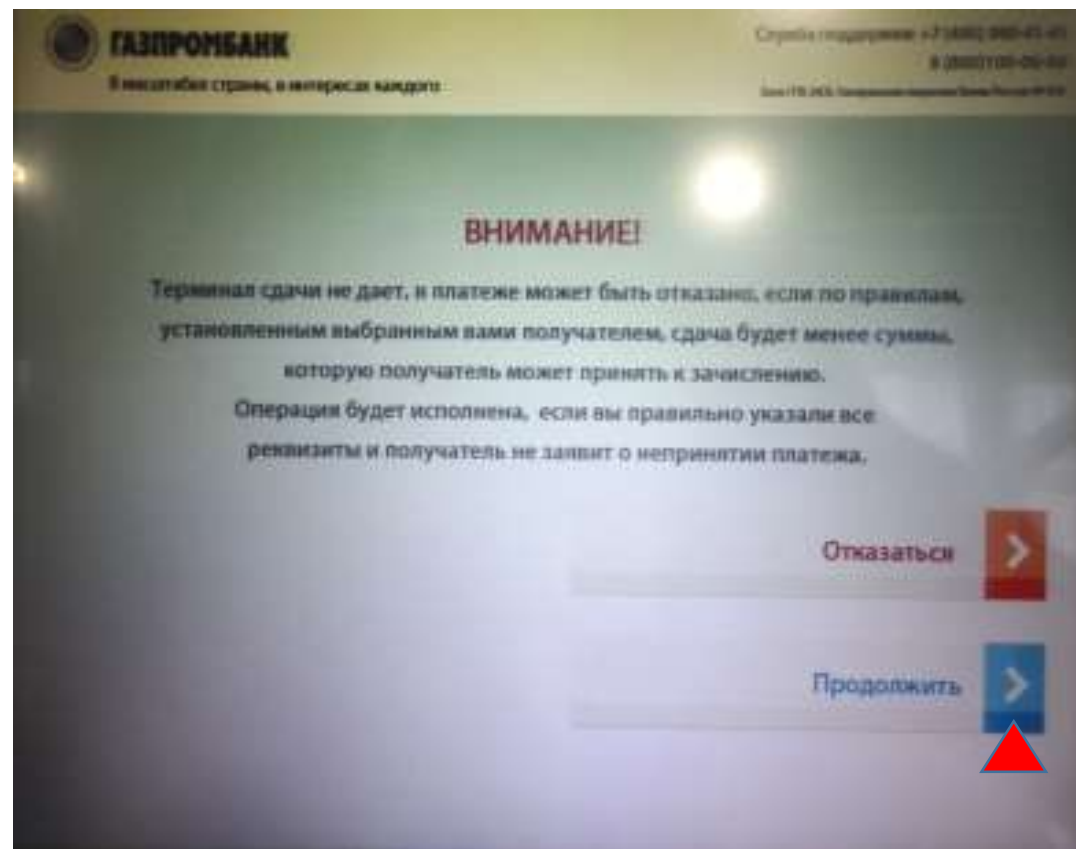 ГАЗПРОМБАНК
В масштабах страны, в интересах каждого
Служба поддержки:
ВНИМАНИЕ!
Терминал сдачи не дает, в платеже может быть отказано, если по правилам,
установленным выбранным вами получателем, сдача будет менее суммы,
которую получатель может принять к зачислению.
Операция будет исполнена, если вы правильно указали все
реквизиты и получатель не заявит о непринятии платежа.
Отказаться
Продолжить